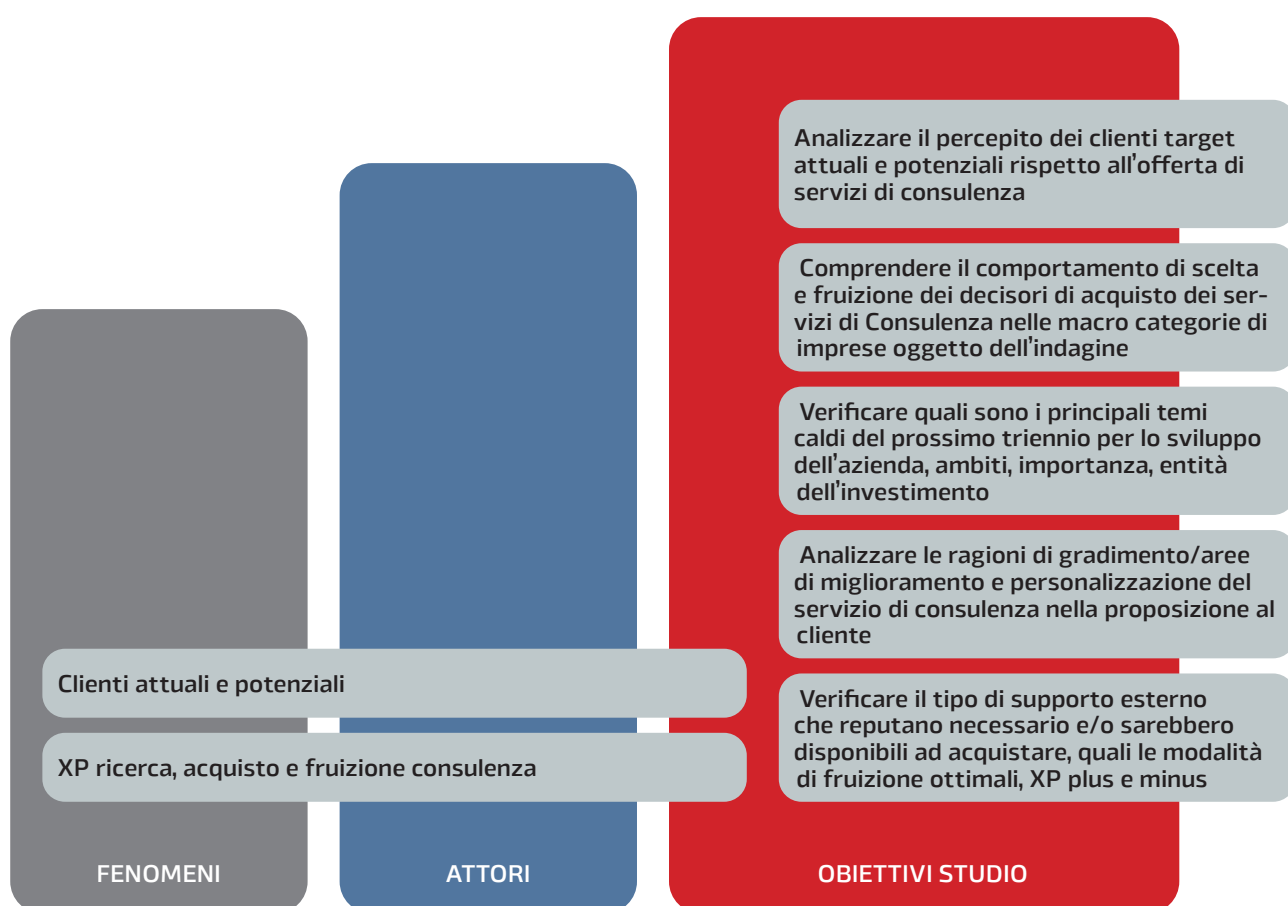 Analizzare il percepito dei clienti target
attuali e potenziali rispetto all'offerta di
servizi di consulenza
Comprendere il comportamento di scelta
e fruizione dei decisori di acquisto dei ser-
vizi di Consulenza nelle macro categorie di
imprese oggetto dell'indagine
Verificare quali sono i principali temi
caldi del prossimo triennio per lo sviluppo
dell'azienda, ambiti, importanza, entità
dell'investimento
Analizzare le ragioni di gradimento/aree
di miglioramento e personalizzazione del
servizio di consulenza nella proposizione al
cliente
Clienti attuali e potenziali
Verificare il tipo di supporto esterno
che reputano necessario e/o sarebbero
disponibili ad acquistare, quali le modalità
di fruizione ottimali, XP plus e minus
XP ricerca, acquisto e fruizione consulenza
FENOMENI
ATTORI
OBIETTIVI STUDIO